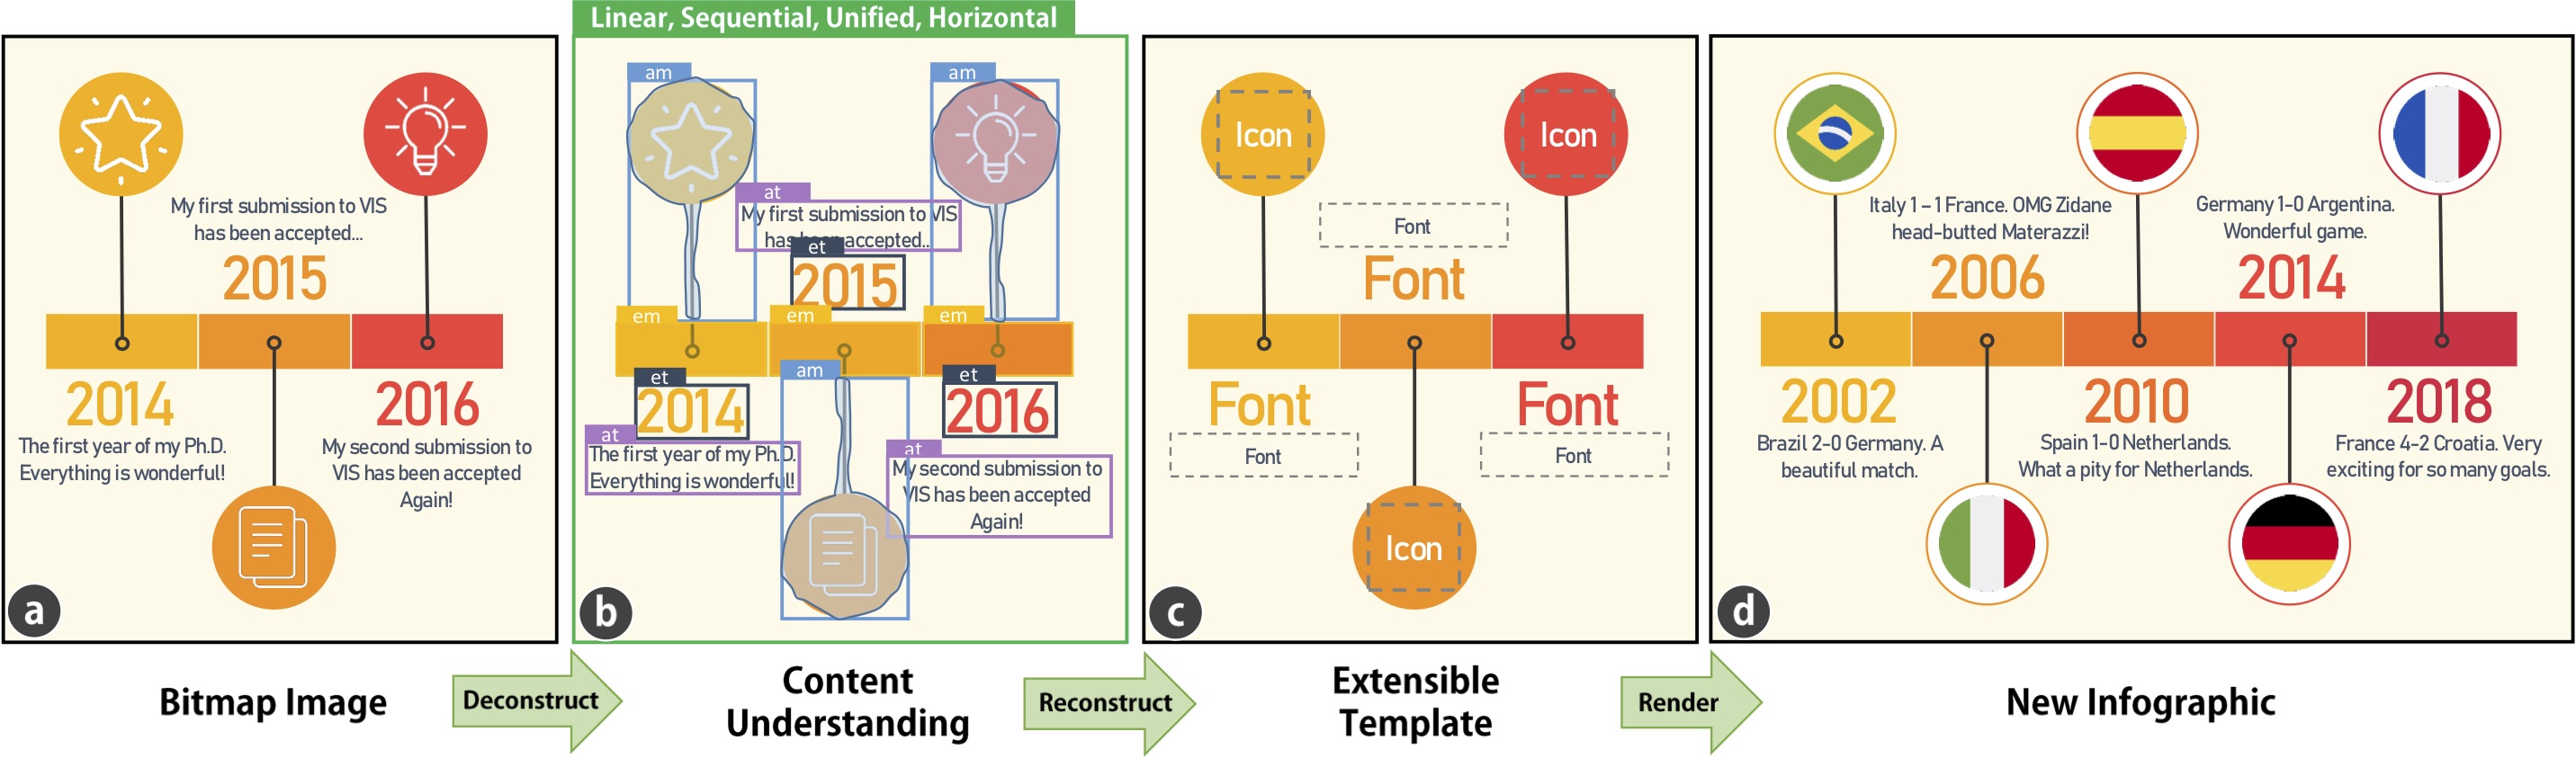 Linear, Sequential, Unified, Horizontal
My first submission to VIS
has been accepted...
2015
2014
The first year of my Ph.D.
Everything is wonderful!
2016
My second submission to
VIS has been accepted
Again!
a
am
am
at
My first submission to VIS
has been accepted..
et
2015
em
em
em
et
2014
am
et
2016
at
The first year of my Ph.D.
Everything is wonderful!
at
My second submission to
VIS has been accepted
Again!
b
Icon
Icon
Font
Font
Font
Font
Font
Font
Icon
c
Italy 1-1 France. OMG Zidane
head-butted Materazzi!
Germany 1-0 Argentina.
Wonderful game.
2006
2014
2002
2010
2018
Brazil 2-0 Germany. A
beautiful match.
Spain 1-0 Netherlands.
What a pity for Netherlands.
France 4-2 Croatia. Very
exciting for so many goals.
d
Bitmap Image
Deconstruct
Content
Understanding
Reconstruct
Extensible
Template
Render
New Infographic